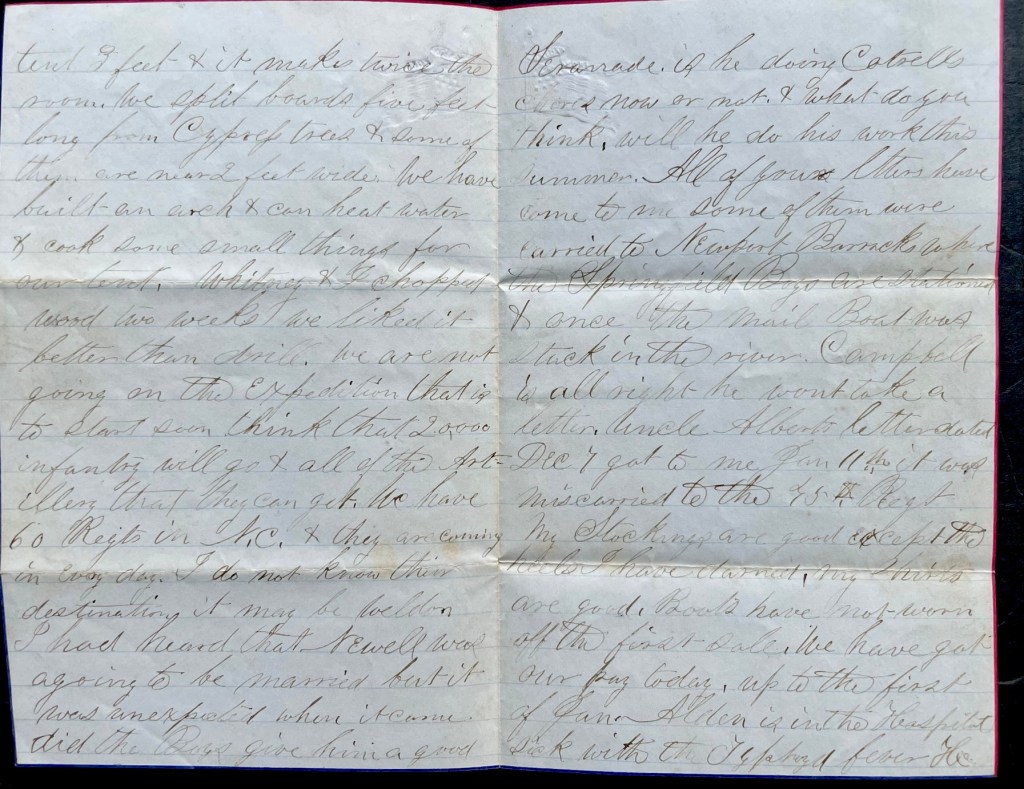 tent 3 feet & it makes twice the
room. We split boards five feet
long from Cypress trees & some of
them are near 2 feet wide. We have
built an arch & can heat water
& cook some small things for
our tent. Whitney & I chopped
wood two weeks we liked it
better than drill. We are not
going on the Expedition that is
to start soon think that 20,000
infantry will go & all of the Art-
illery that they can get. We have
60 Regts in N.C. & they are coming
in every day. I do not know their
destination, it may be Weldon
I had heard that Newell was
agoing to be married but it
was unexpected when it came.
did the Boys give him a good
Seranade. is he doing Cotrells
chores now or not. & what do you
think, will he do his work this
summer. All of your ltters have
come to me some of them were
carried to Newport Barracks where
the Springfield Boys are stationed
& once the mail Boat was
stuck in the river. Campbell
is all right he wont take a
letter. Uncle Alberts letter dated
Dec 7 got to me Jan 11th it was
miscarried to the Regt
My Stockings are good except the
heels I have darned, my Shirts
are good. Boots have not worn
off the first sole. We have got
our pay today, up to the first
of Jan. Alden is in the Hospital
sick with the Typhoyd fever He